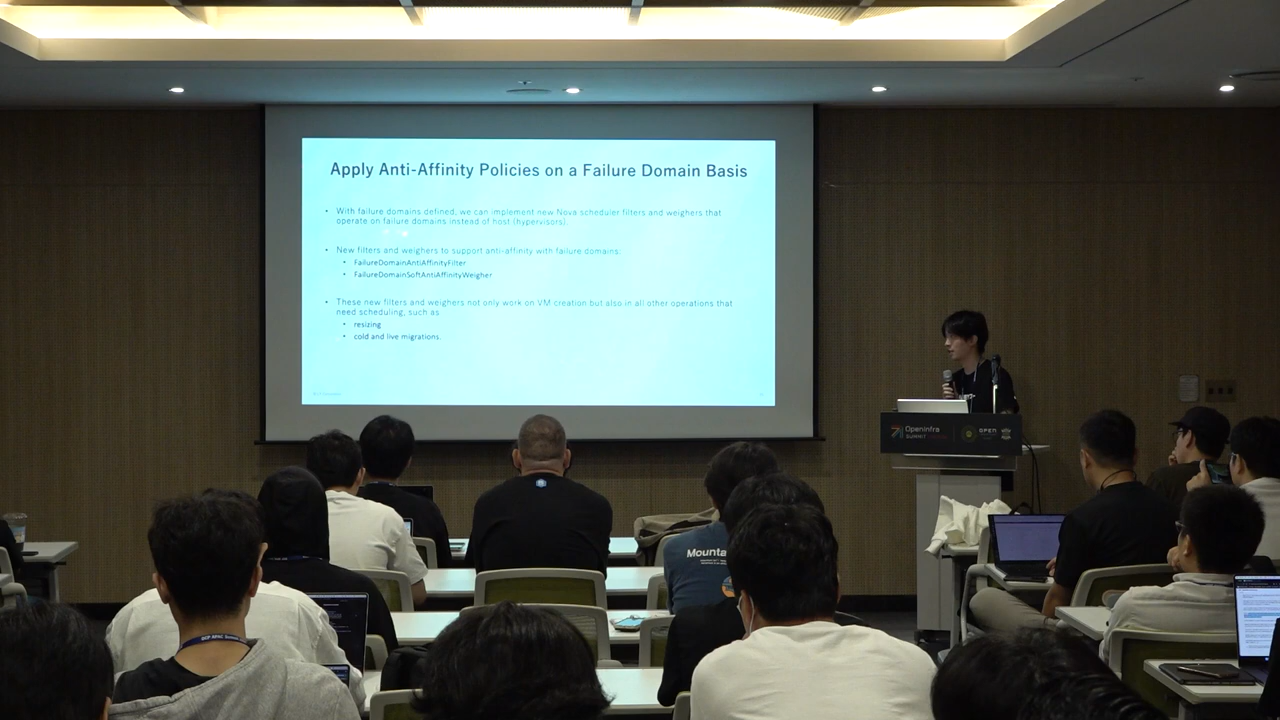 Apply Anti-Affinity Policies on a Failure Domain Basis
• With failure domains defined, we can implement new Nova scheduler filters and weighers that
operate on failure domains instead of host (hypervisors).
• New filters and weighers to support anti-affinity with failure domains:
• FailureDomainAntiAffinityFilter
• FailureDomainSoftAntiAffinityWeigher
• These new filters and weighers not only work on VM creation but also in all other operations that
need scheduling, such as
• resizing
• cold and live migrations.
OpenInfra
SUMMIT
OPEN
Mounta